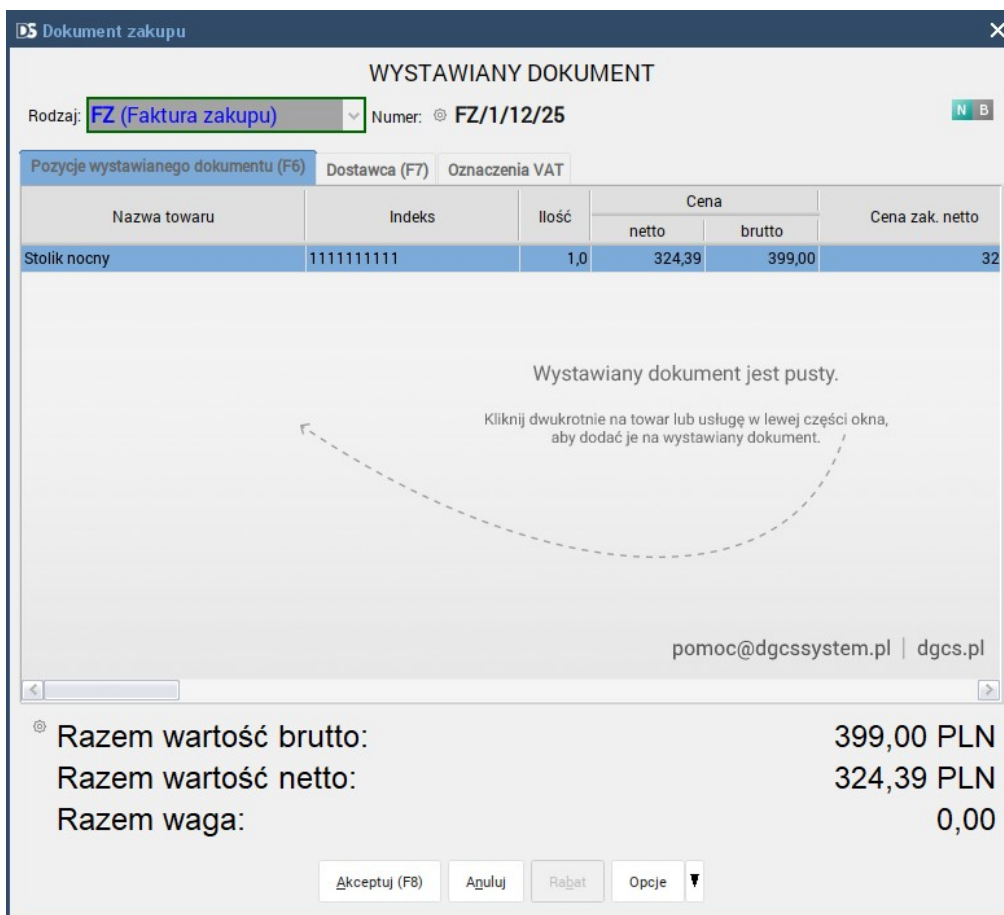 DS Dokument zakupu
WYSTAWIANY DOKUMENT
Rodzaj: FZ (Faktura zakupu) Numer: FZ/1/12/25 N B
Pozycje wystawianego dokumentu (F6) Dostawca (F7) Oznaczenia VAT
Nazwa towaru Indeks Ilość Cena Cena zak. netto
netto brutto
Stolik nocny 1111111111 1,0 324,39 399,00 32
Wystawiany dokument jest pusty.
Kliknij dwukrotnie na towar lub usługę w lewej części okna,
aby dodać je na wystawiany dokument.
pomoc@dgcssystem.pl | dgcs.pl
Razem wartość brutto: 399,00 PLN
Razem wartość netto: 324,39 PLN
Razem waga: 0,00
Akceptuj (F8) Anuluj Rabat Opcje